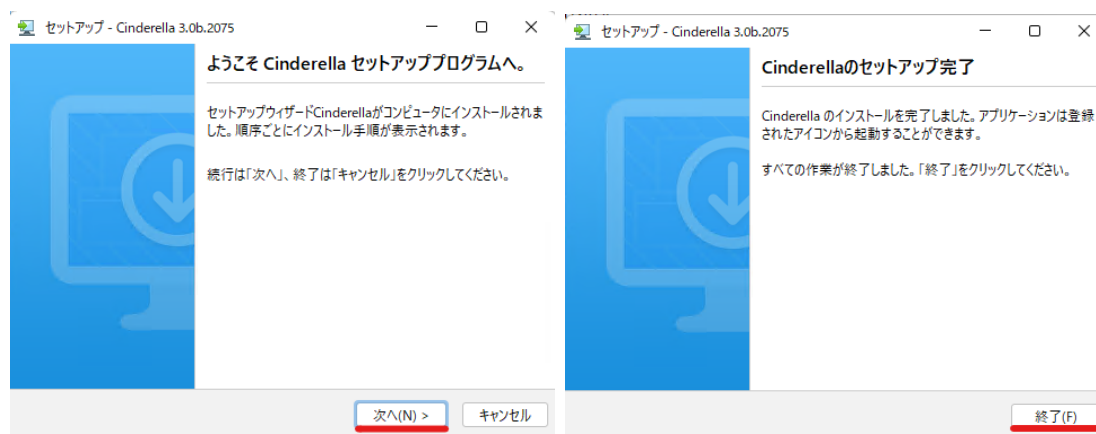 セットアップ - Cinderella 3.0b.2075
ようこそ Cinderella セットアッププログラムへ。
セットアップウィザードCinderellaがコンピュータにインストールされま
した。順序ごとにインストール手順が表示されます。
続行は「次へ」、終了は「キャンセル」をクリックしてください。
次へ(N) >
キャンセル
セットアップ - Cinderella 3.0b.2075
Cinderellaのセットアップ完了
Cinderella のインストールを完了しました。アプリケーションは登録
されたアイコンから起動することができます。
すべての作業が終了しました。「終了」をクリックしてください。
終了(F)